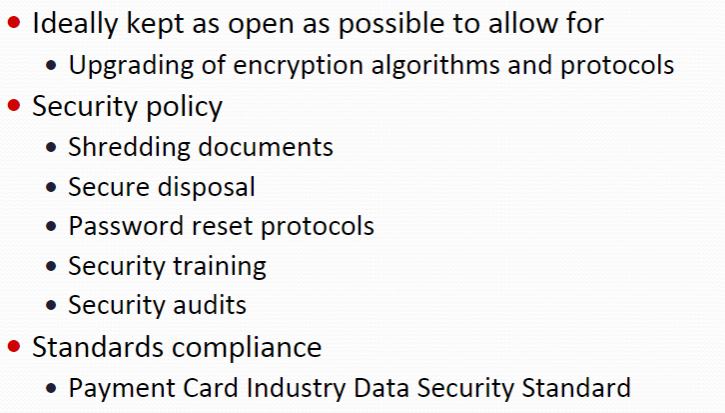 Ideally kept as open as possible to allow for
Upgrading of encryption algorithms and protocols
Security policy
Shredding documents
Secure disposal
Password reset protocols
Security training
Security audits
Standards compliance
Payment Card Industry Data Security Standard